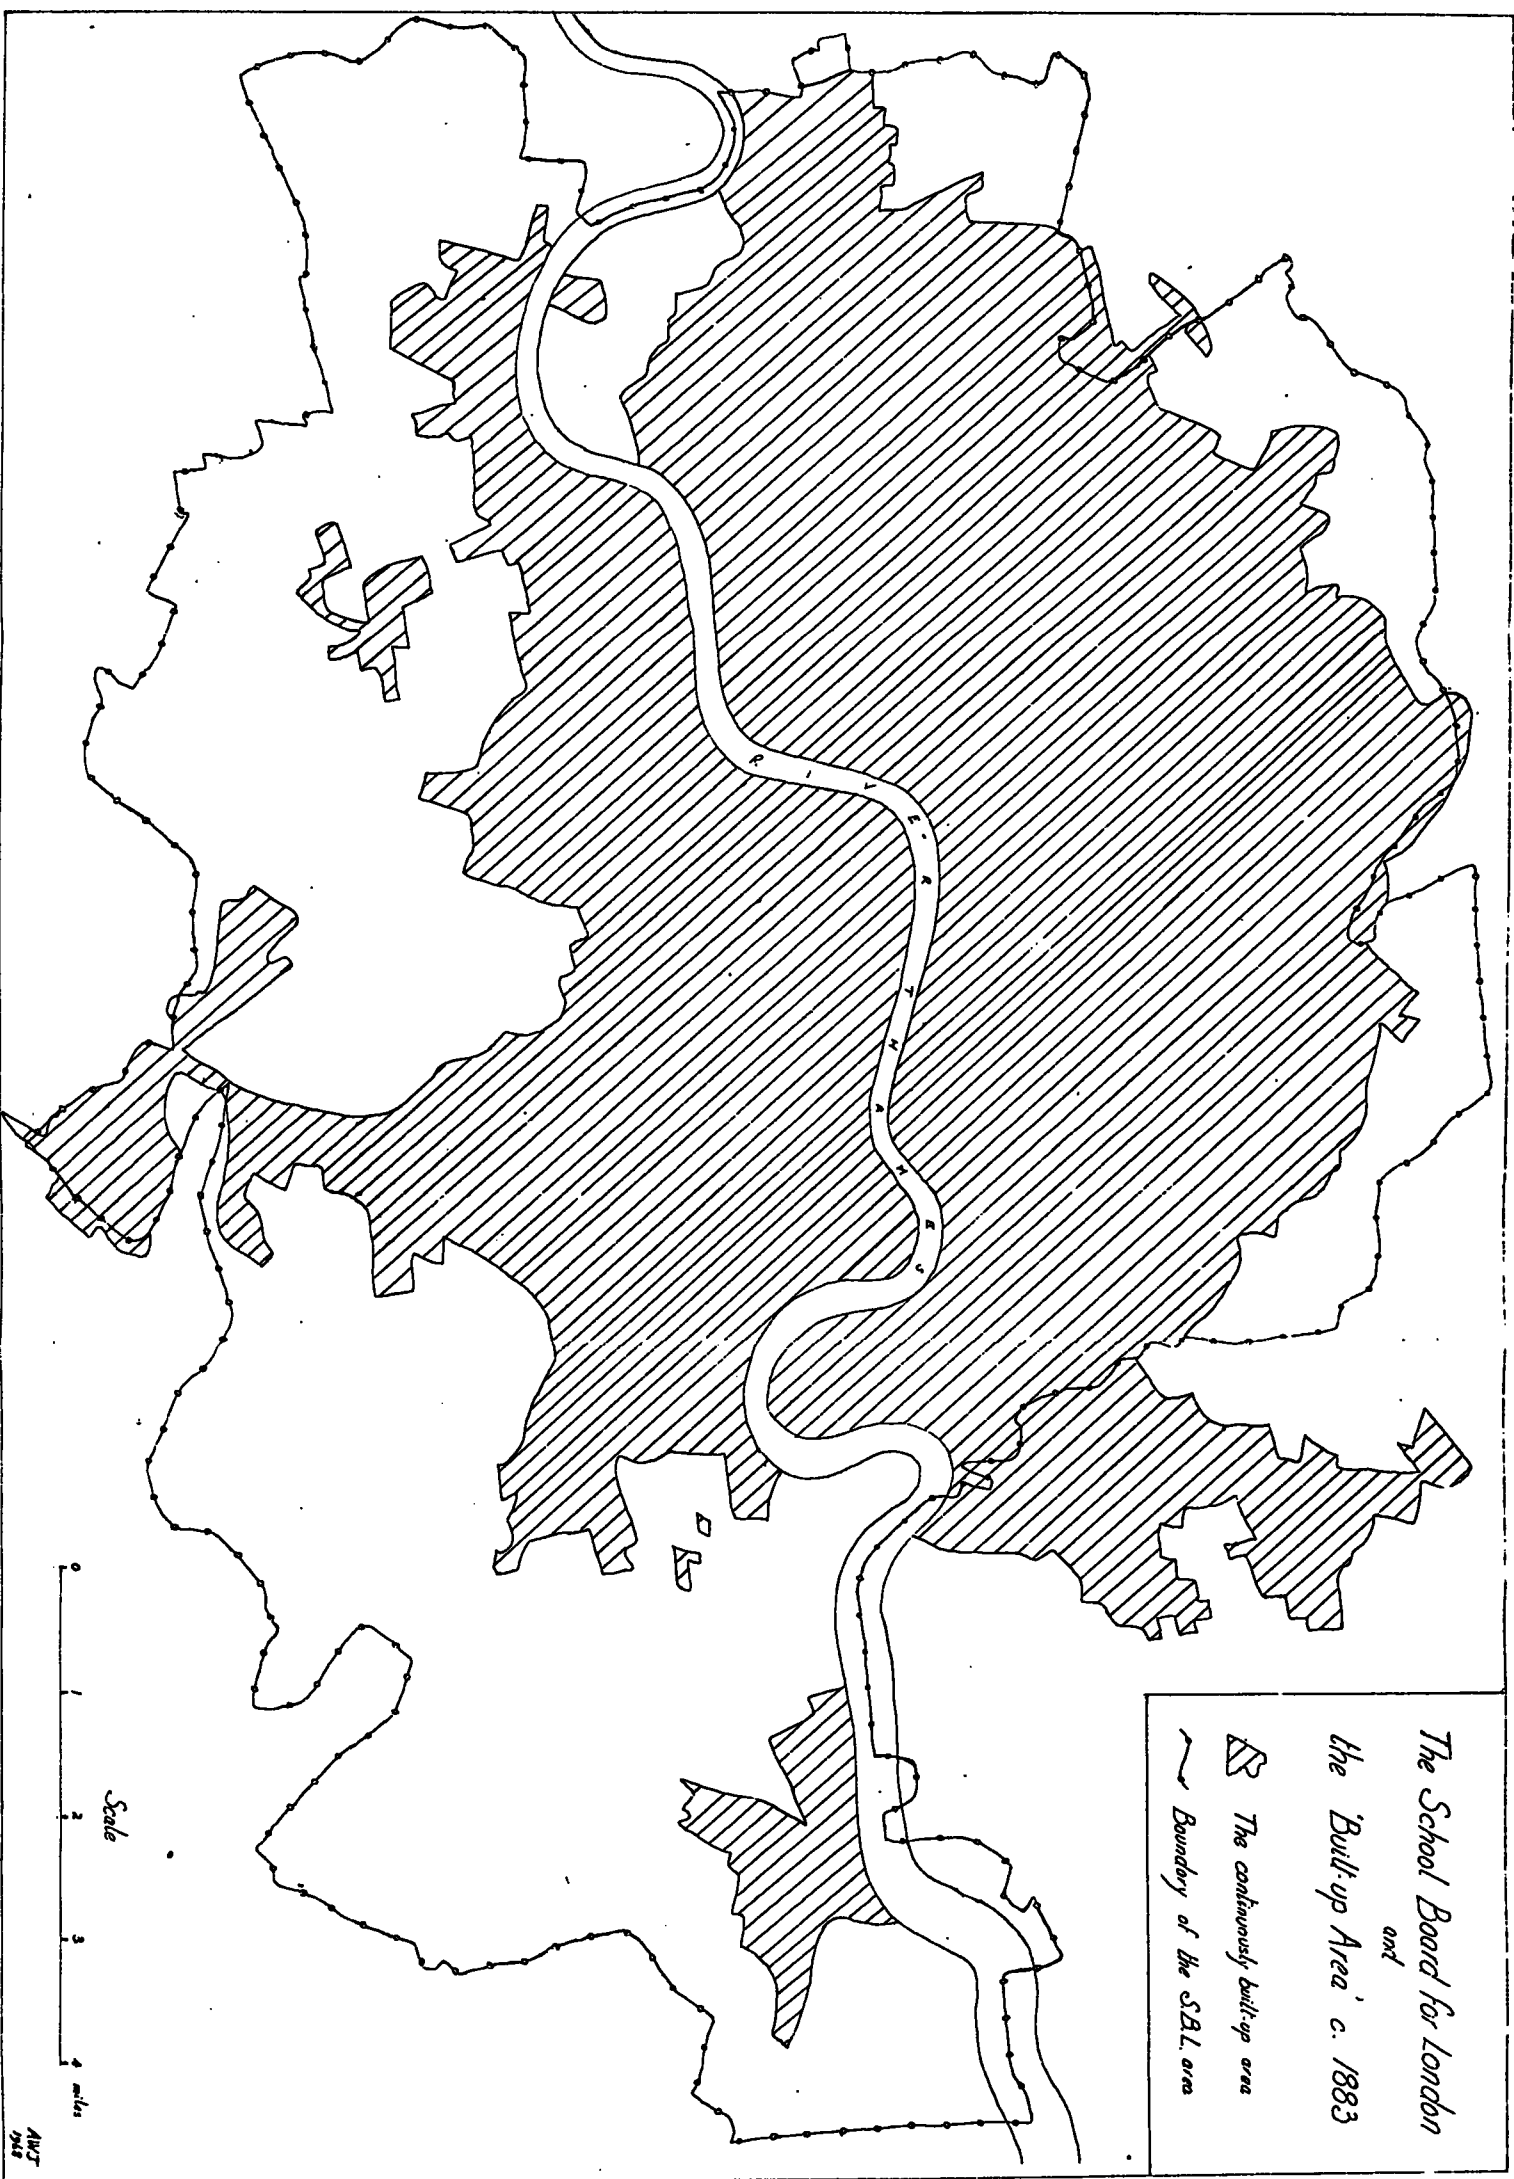 The School Board for London
and
the 'Built-up Area' c. 1883
The continuously built-up area
Boundary of the S.B.L. area
RIVER THAMES
0 1 2 3 4 miles
Scale
AWJ
1968